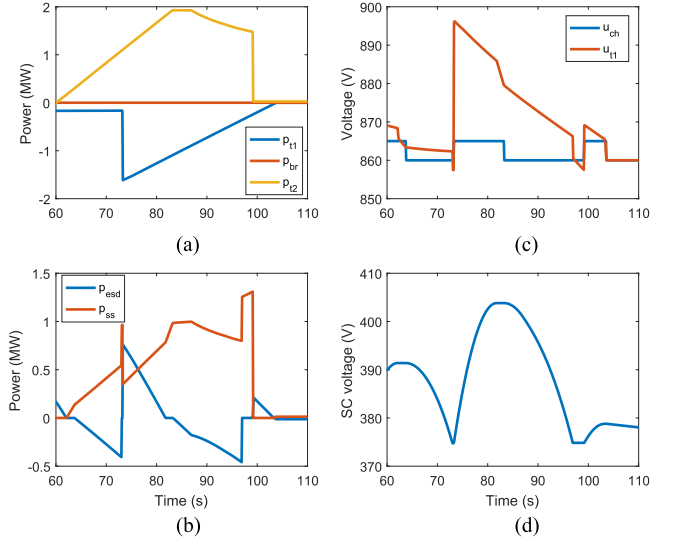 2
1
0
-1
-2
Power (MW)
p_t1
p_br
p_t2
60 70 80 90 100 110
(a)
900
890
880
870
860
850
Voltage (V)
u_ch
u_t1
60 70 80 90 100 110
(c)
1.5
1
0.5
0
-0.5
Power (MW)
p_esd
p_ss
60 70 80 90 100 110
Time (s)
(b)
410
400
390
380
370
SC voltage (V)
60 70 80 90 100 110
Time (s)
(d)